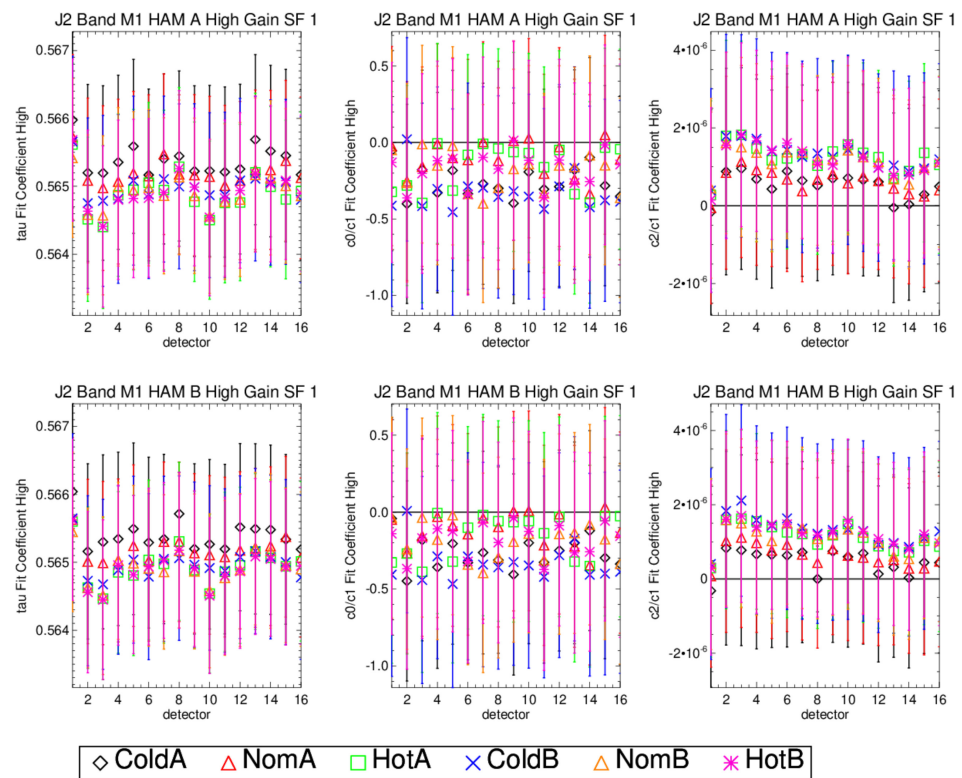 J2 Band M1 HAM A High Gain SF 1
J2 Band M1 HAM A High Gain SF 1
J2 Band M1 HAM A High Gain SF 1
tau Fit Coefficient High
0.567
0.566
0.565
0.564
2 4 6 8 10 12 14 16
detector
c0/c1 Fit Coefficient High
0.5
0.0
-0.5
-1.0
2 4 6 8 10 12 14 16
detector
c2/c1 Fit Coefficient High
4•10⁻⁶
2•10⁻⁶
0
-2•10⁻⁶
2 4 6 8 10 12 14 16
detector
J2 Band M1 HAM B High Gain SF 1
J2 Band M1 HAM B High Gain SF 1
J2 Band M1 HAM B High Gain SF 1
tau Fit Coefficient High
0.567
0.566
0.565
0.564
2 4 6 8 10 12 14 16
detector
c0/c1 Fit Coefficient High
0.5
0.0
-0.5
-1.0
2 4 6 8 10 12 14 16
detector
c2/c1 Fit Coefficient High
4•10⁻⁶
2•10⁻⁶
0
-2•10⁻⁶
2 4 6 8 10 12 14 16
detector
ColdA NomA HotA ColdB NomB HotB